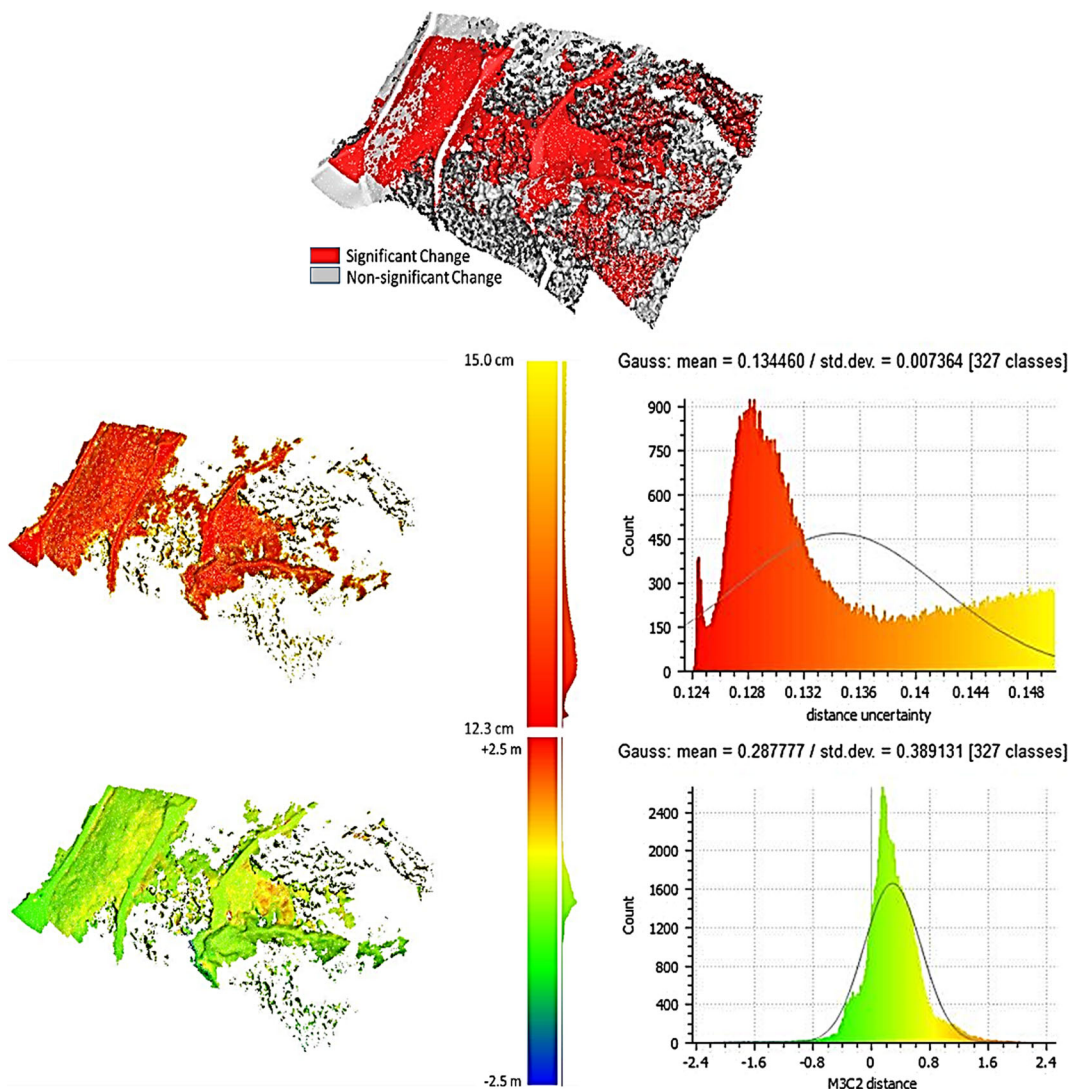 Significant Change
Non-significant Change
15.0 cm
12.3 cm
+2.5 m
-2.5 m
Gauss: mean = 0.134460 / std.dev. = 0.007364 [327 classes]
900
750
600
450
300
150
0
Count
0.124 0.128 0.132 0.136 0.14 0.144 0.148
distance uncertainty
Gauss: mean = 0.287777 / std.dev. = 0.389131 [327 classes]
2400
2000
1600
1200
800
400
0
Count
-2.4 -1.6 -0.8 0 0.8 1.6 2.4
M3C2 distance